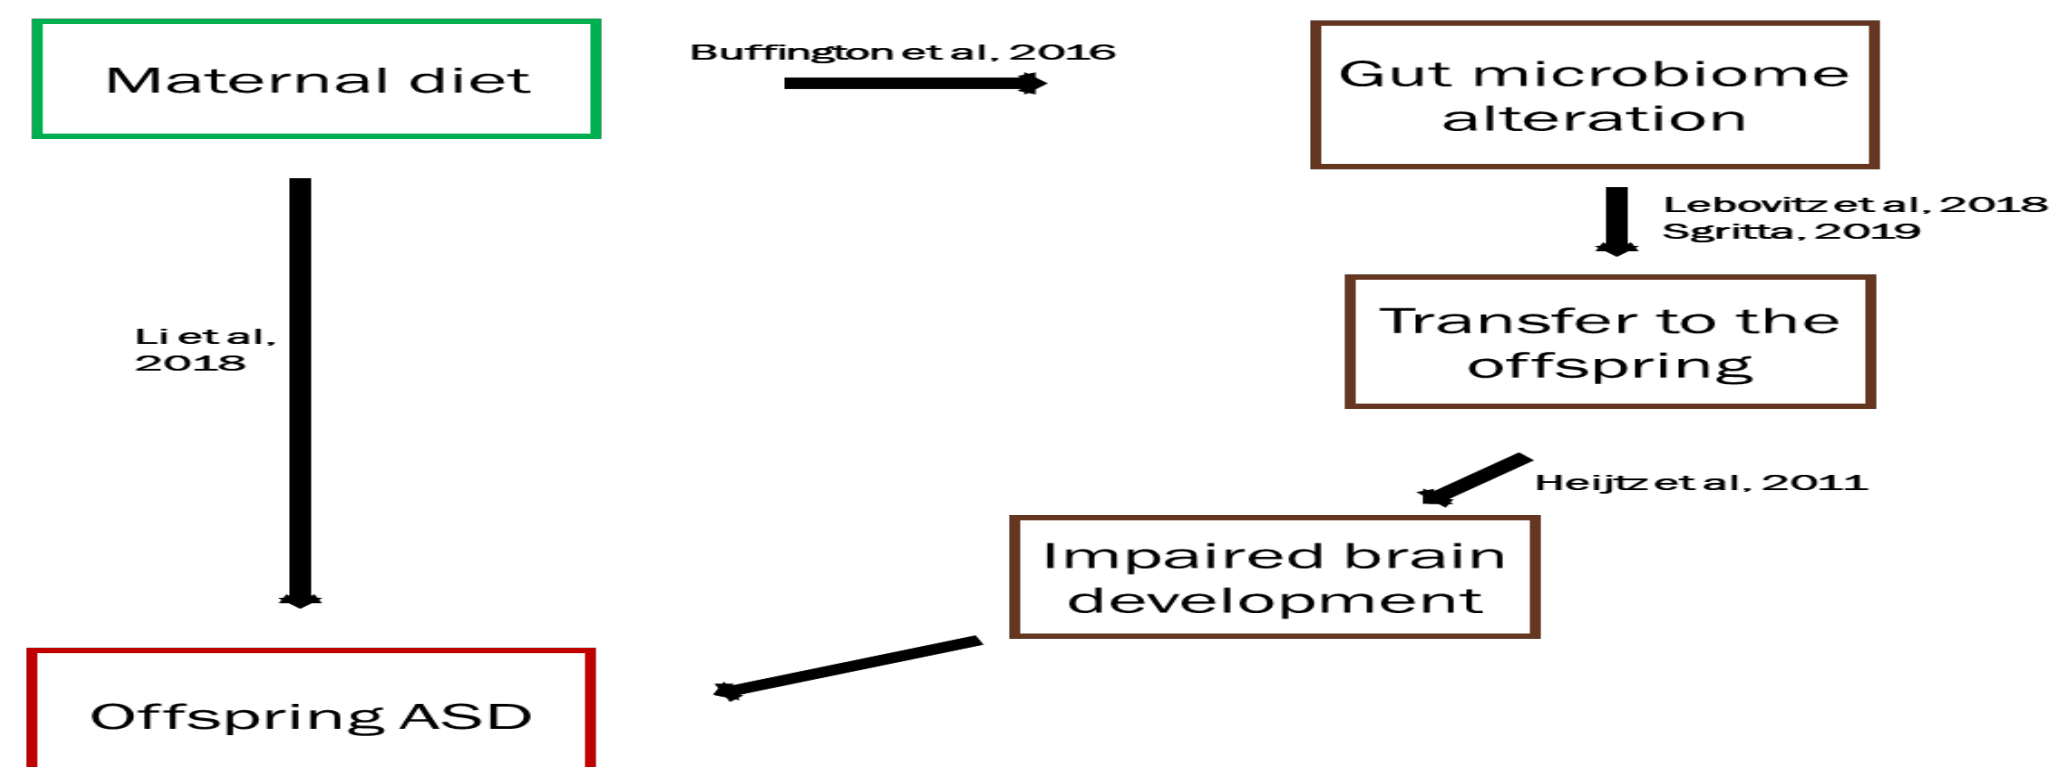 Maternal diet
Buffington et al, 2016
Gut microbiome
alteration
Lebovitz et al, 2018
Sgritta, 2019
Transfer to the
offspring
Li et al,
2018
Heijtz et al, 2011
Impaired brain
development
Offspring ASD